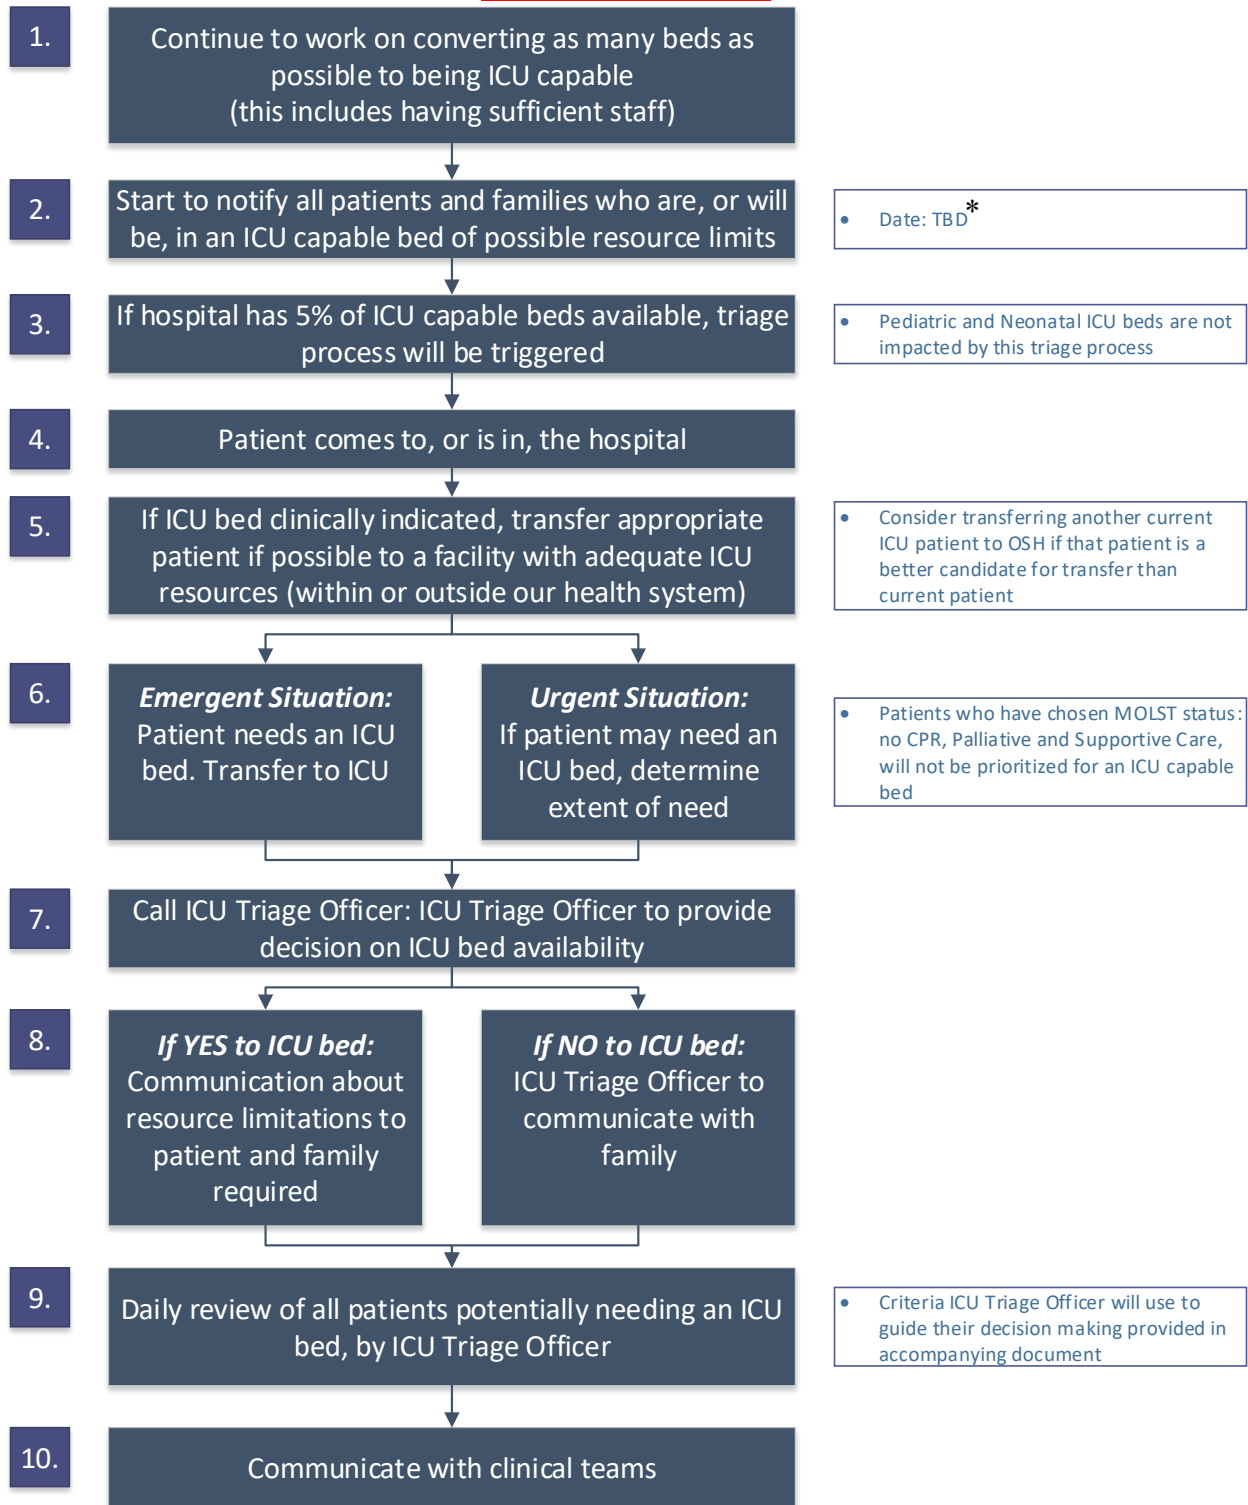 1.
Continue to work on converting as many beds as
possible to being ICU capable
(this includes having sufficient staff)
2.
Start to notify all patients and families who are, or will
be, in an ICU capable bed of possible resource limits
• Date: TBD*
3.
If hospital has 5% of ICU capable beds available, triage
process will be triggered
• Pediatric and Neonatal ICU beds are not
impacted by this triage process
4.
Patient comes to, or is in, the hospital
5.
If ICU bed clinically indicated, transfer appropriate
patient if possible to a facility with adequate ICU
resources (within or outside our health system)
• Consider transferring another current
ICU patient to OSH if that patient is a
better candidate for transfer than
current patient
6.
Emergent Situation:
Patient needs an ICU
bed. Transfer to ICU
Urgent Situation:
If patient may need an
ICU bed, determine
extent of need
• Patients who have chosen MOLST status:
no CPR, Palliative and Supportive Care,
will not be prioritized for an ICU capable
bed
7.
Call ICU Triage Officer: ICU Triage Officer to provide
decision on ICU bed availability
8.
If YES to ICU bed:
Communication about
resource limitations to
patient and family
required
If NO to ICU bed:
ICU Triage Officer to
communicate with
family
9.
Daily review of all patients potentially needing an ICU
bed, by ICU Triage Officer
• Criteria ICU Triage Officer will use to
guide their decision making provided in
accompanying document
10.
Communicate with clinical teams